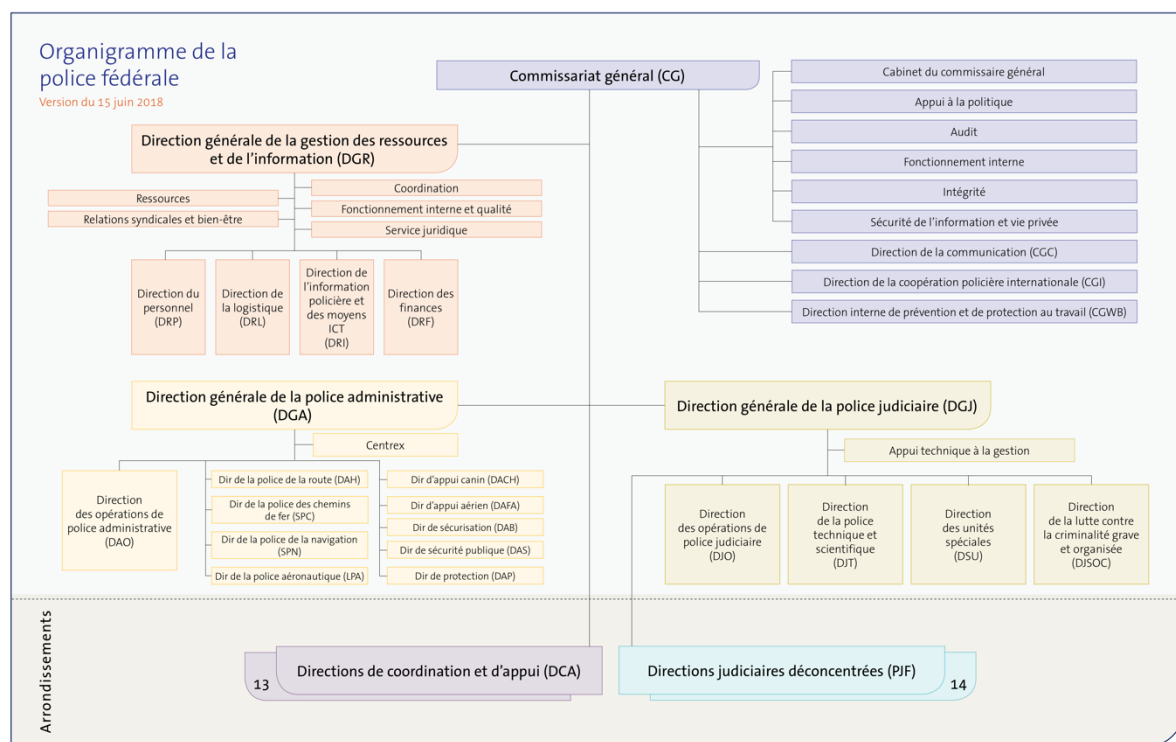 Organigramme de la
police fédérale
Version du 15 juin 2018
Commissariat général (CG)
Cabinet du commissaire général
Appui à la politique
Audit
Fonctionnement interne
Intégrité
Sécurité de l'information et vie privée
Direction de la communication (CGC)
Direction de la coopération policière internationale (CGI)
Direction interne de prévention et de protection au travail (CGWB)
Direction générale de la gestion des ressources
et de l'information (DGR)
Ressources
Relations syndicales et bien-être
Coordination
Fonctionnement interne et qualité
Service juridique
Direction du
personnel
(DRP)
Direction de
la logistique
(DRL)
Direction de
l'information
policière et
des moyens
ICT
(DRI)
Direction des
finances
(DRF)
Direction générale de la police administrative
(DGA)
Centrex
Direction
des opérations de
police administrative
(DAO)
Dir de la police de la route (DAH)
Dir de la police des chemins
de fer (SPC)
Dir de la police de la navigation
(SPN)
Dir de la police aéronautique (LPA)
Dir d'appui canin (DACH)
Dir d'appui aérien (DAFA)
Dir de sécurisation (DAB)
Dir de sécurité publique (DAS)
Dir de protection (DAP)
Direction générale de la police judiciaire (DGJ)
Appui technique à la gestion
Direction
des opérations de
police judiciaire
(DJO)
Direction
de la police
technique et
scientifique
(DJT)
Direction
des unités
spéciales
(DSU)
Direction
de la lutte contre
la criminalité grave
et organisée
(DJSOC)
Arrondissements
13
Directions de coordination et d'appui (DCA)
Directions judiciaires déconcentrées (PJF)
14